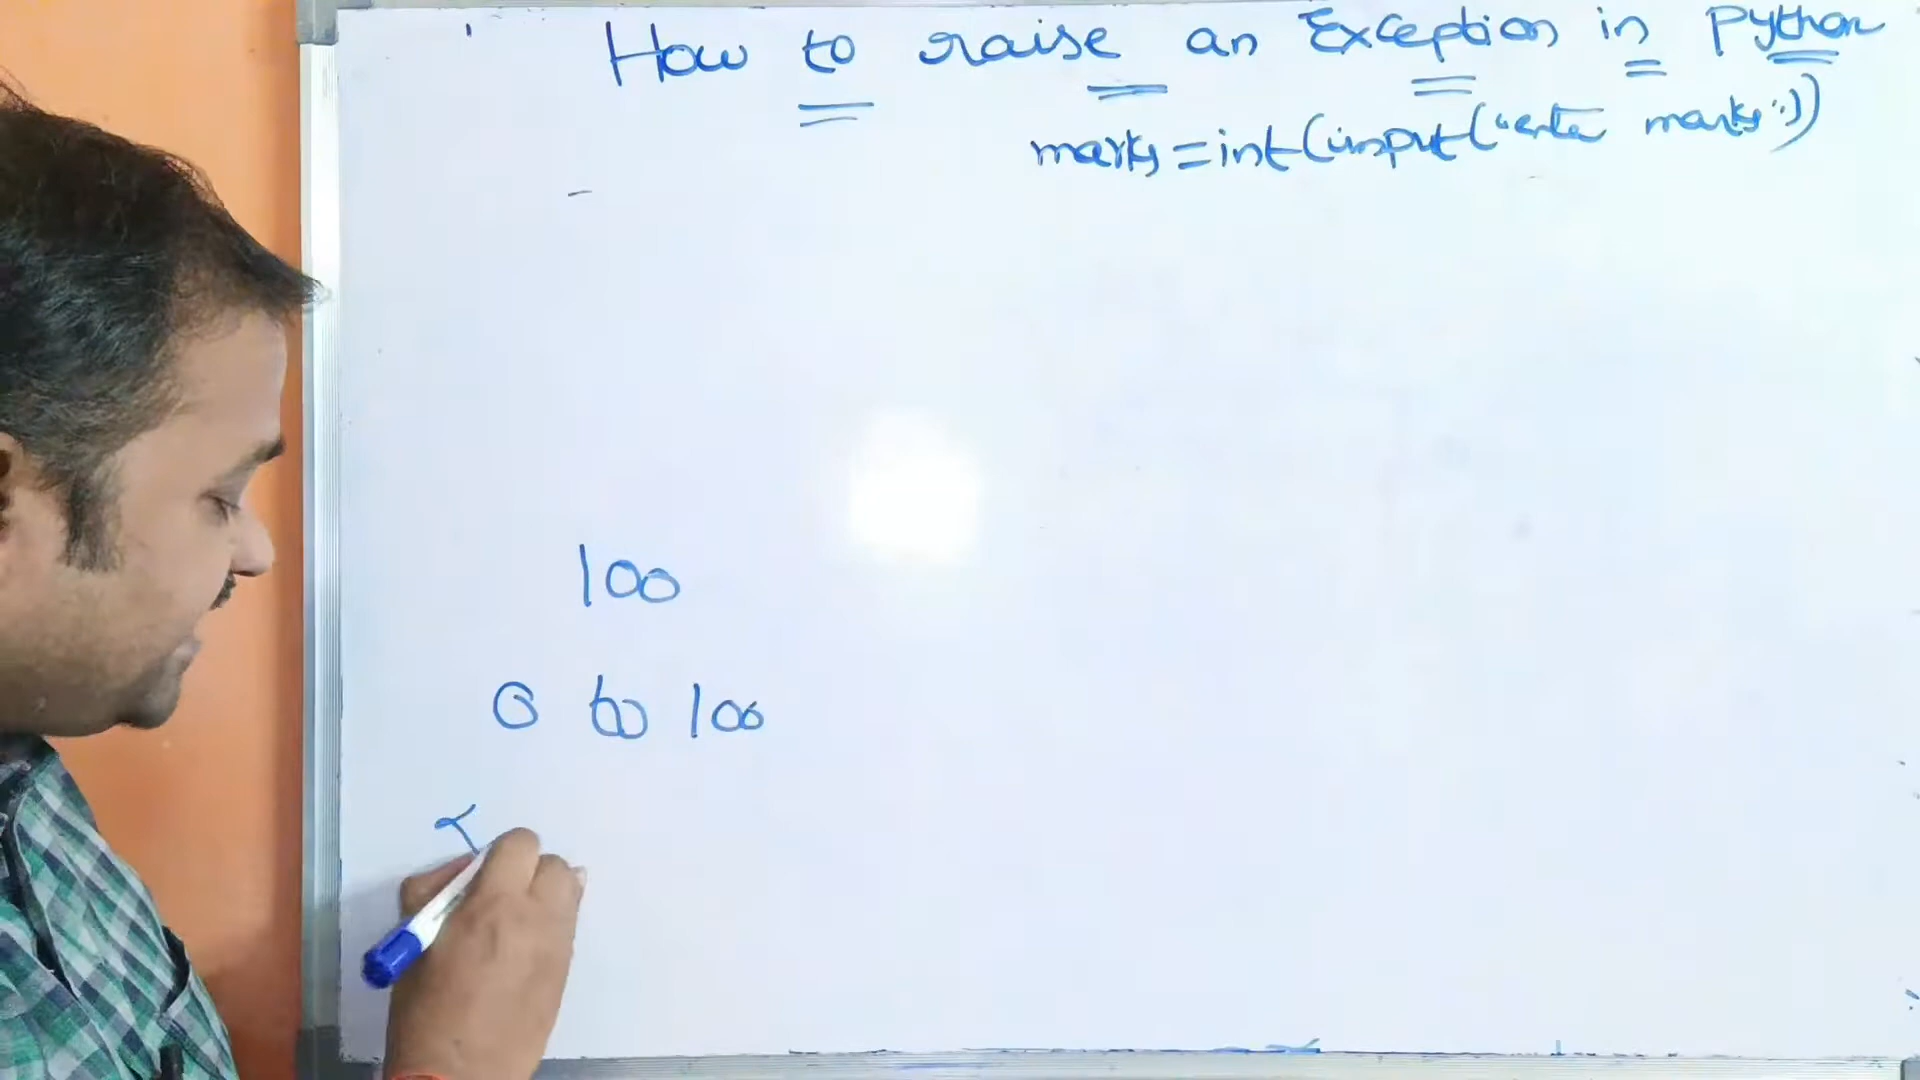 How to raise an Exception in Python
marks=int(input("enter marks"))
100
0 to 100